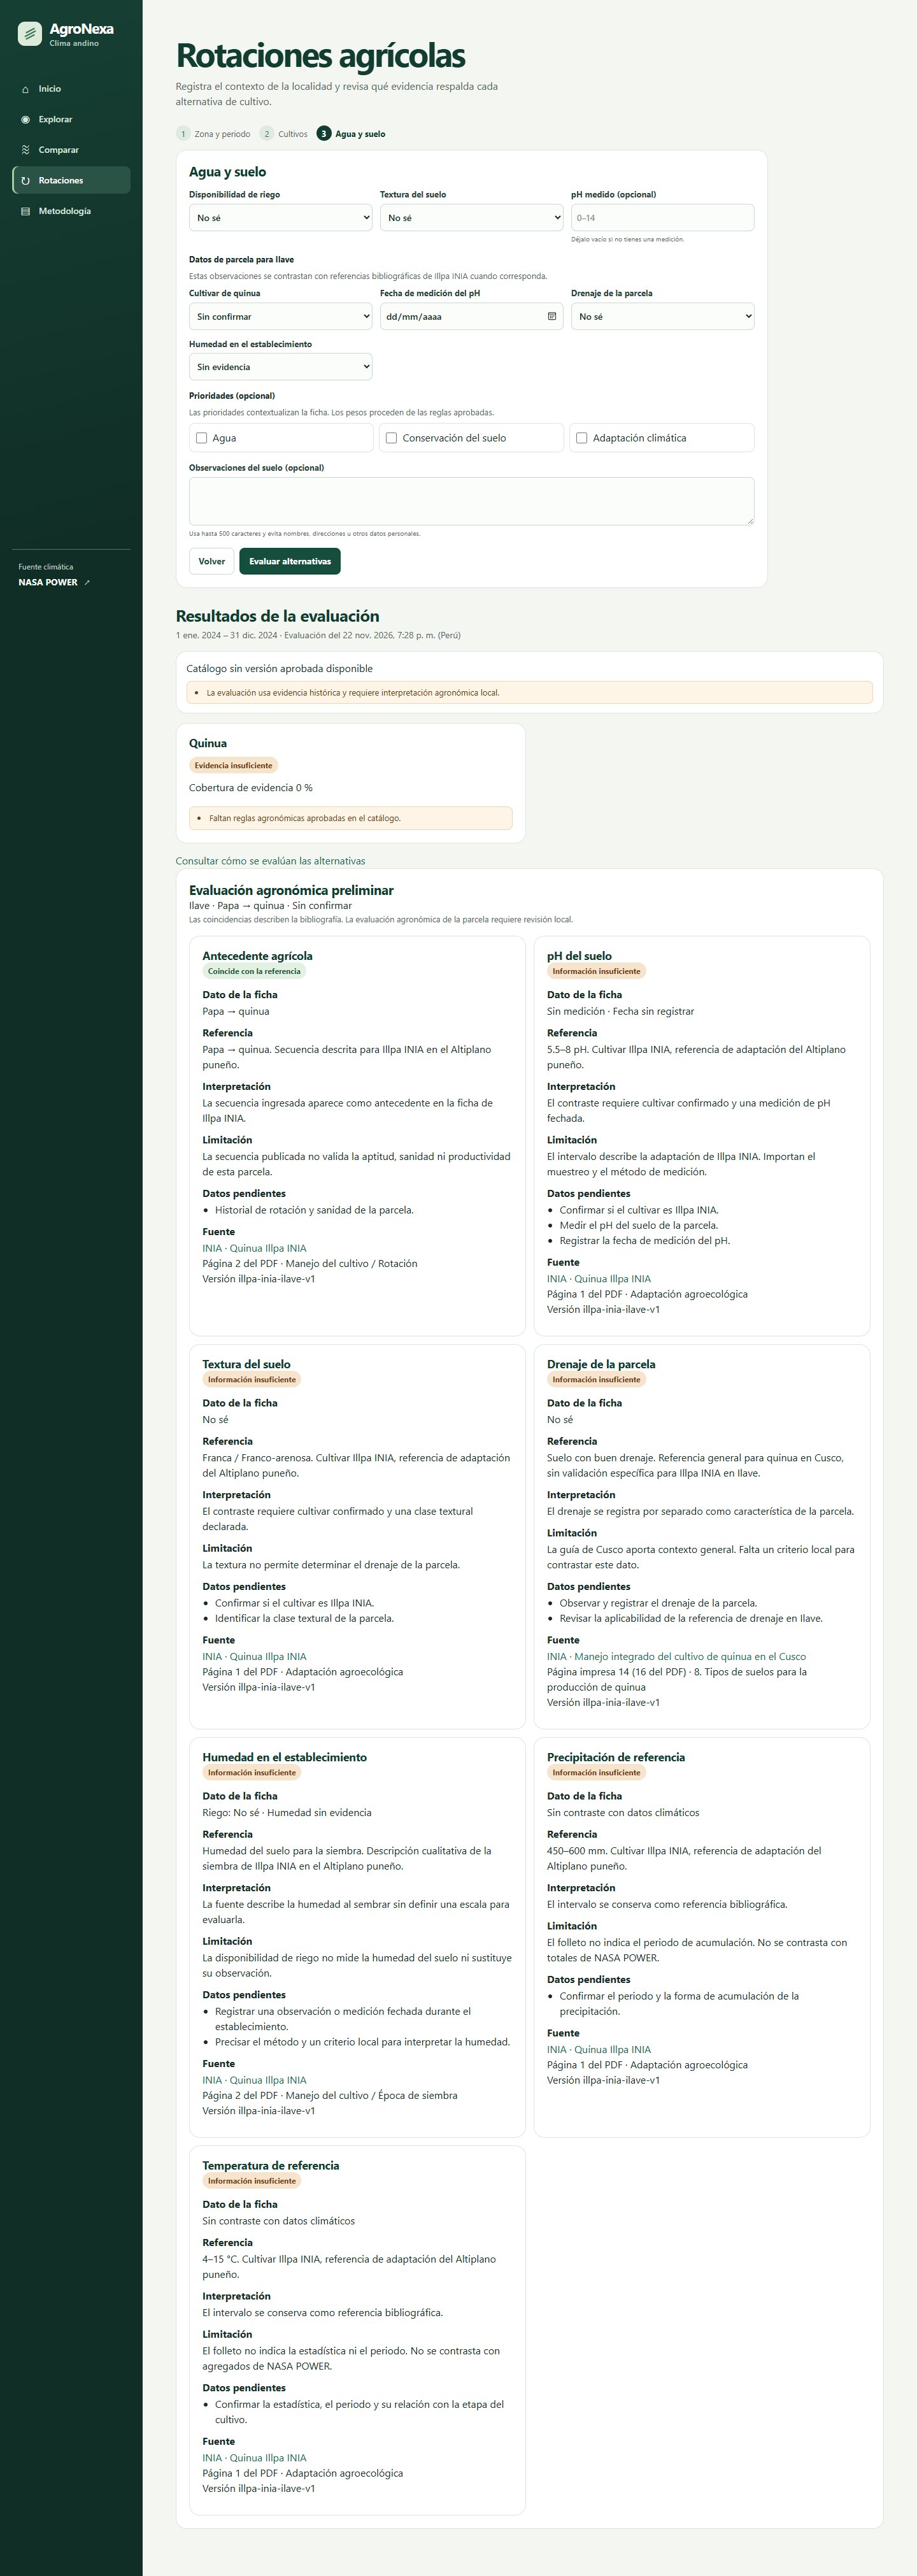 AgroNexa
Clima andino
Inicio
Explorar
Comparar
Rotaciones
Metodología
Fuente climática
NASA POWER ↗
Rotaciones agrícolas
Registra el contexto de la localidad y revisa qué evidencia respalda cada
alternativa de cultivo.
1 Zona y periodo 2 Cultivos 3 Agua y suelo
Agua y suelo
Disponibilidad de riego Textura del suelo pH medido (opcional)
No sé No sé 0–14
Déjalo vacío si no tienes una medición.
Datos de parcela para Ilave
Estas observaciones se contrastan con referencias bibliográficas de Illpa INIA cuando corresponda.
Cultivar de quinua Fecha de medición del pH Drenaje de la parcela
Sin confirmar dd/mm/aaaa No sé
Humedad en el establecimiento
Sin evidencia
Prioridades (opcional)
Las prioridades contextualizan la ficha. Los pesos proceden de las reglas aprobadas.
Agua Conservación del suelo Adaptación climática
Observaciones del suelo (opcional)
Usa hasta 500 caracteres y evita nombres, direcciones u otros datos personales.
Volver Evaluar alternativas
Resultados de la evaluación
1 ene. 2024 – 31 dic. 2024 · Evaluación del 22 nov. 2026, 7:28 p. m. (Perú)
Catálogo sin versión aprobada disponible
• La evaluación usa evidencia histórica y requiere interpretación agronómica local.
Quinua
Evidencia insuficiente
Cobertura de evidencia 0 %
• Faltan reglas agronómicas aprobadas en el catálogo.
Consultar cómo se evalúan las alternativas
Evaluación agronómica preliminar
Ilave · Papa → quinua · Sin confirmar
Las coincidencias describen la bibliografía. La evaluación agronómica de la parcela requiere revisión local.
Antecedente agrícola
Coincide con la referencia
Dato de la ficha
Papa → quinua
Referencia
Papa → quinua. Secuencia descrita para Illpa INIA en el Altiplano
puneño.
Interpretación
La secuencia ingresada aparece como antecedente en la ficha de
Illpa INIA.
Limitación
La secuencia publicada no valida la aptitud, sanidad ni productividad
de esta parcela.
Datos pendientes
• Historial de rotación y sanidad de la parcela.
Fuente
INIA · Quinua Illpa INIA
Página 2 del PDF · Manejo del cultivo / Rotación
Versión illpa-inia-ilave-v1
pH del suelo
Información insuficiente
Dato de la ficha
Sin medición · Fecha sin registrar
Referencia
5.5–8 pH. Cultivar Illpa INIA, referencia de adaptación del Altiplano
puneño.
Interpretación
El contraste requiere cultivar confirmado y una medición de pH
fechada.
Limitación
El intervalo describe la adaptación de Illpa INIA. Importan el
muestreo y el método de medición.
Datos pendientes
• Confirmar si el cultivar es Illpa INIA.
• Medir el pH del suelo de la parcela.
• Registrar la fecha de medición del pH.
Fuente
INIA · Quinua Illpa INIA
Página 1 del PDF · Adaptación agroecológica
Versión illpa-inia-ilave-v1
Textura del suelo
Información insuficiente
Dato de la ficha
No sé
Referencia
Franca / Franco-arenosa. Cultivar Illpa INIA, referencia de adaptación
del Altiplano puneño.
Interpretación
El contraste requiere cultivar confirmado y una clase textural
declarada.
Limitación
La textura no permite determinar el drenaje de la parcela.
Datos pendientes
• Confirmar si el cultivar es Illpa INIA.
• Identificar la clase textural de la parcela.
Fuente
INIA · Quinua Illpa INIA
Página 1 del PDF · Adaptación agroecológica
Versión illpa-inia-ilave-v1
Drenaje de la parcela
Información insuficiente
Dato de la ficha
No sé
Referencia
Suelo con buen drenaje. Referencia general para quinua en Cusco,
sin validación específica para Illpa INIA en Ilave.
Interpretación
El drenaje se registra por separado como característica de la parcela.
Limitación
La guía de Cusco aporta contexto general. Falta un criterio local para
contrastar este dato.
Datos pendientes
• Observar y registrar el drenaje de la parcela.
• Revisar la aplicabilidad de la referencia de drenaje en Ilave.
Fuente
INIA · Manejo integrado del cultivo de quinua en el Cusco
Página impresa 14 (16 del PDF) · 8. Tipos de suelos para la
producción de quinua
Versión illpa-inia-ilave-v1
Humedad en el establecimiento
Información insuficiente
Dato de la ficha
Riego: No sé · Humedad sin evidencia
Referencia
Humedad del suelo para la siembra. Descripción cualitativa de la
siembra de Illpa INIA en el Altiplano puneño.
Interpretación
La fuente describe la humedad al sembrar sin definir una escala para
evaluarla.
Limitación
La disponibilidad de riego no mide la humedad del suelo ni sustituye
su observación.
Datos pendientes
• Registrar una observación o medición fechada durante el
establecimiento.
• Precisar el método y un criterio local para interpretar la humedad.
Fuente
INIA · Quinua Illpa INIA
Página 2 del PDF · Manejo del cultivo / Época de siembra
Versión illpa-inia-ilave-v1
Precipitación de referencia
Información insuficiente
Dato de la ficha
Sin contraste con datos climáticos
Referencia
450–600 mm. Cultivar Illpa INIA, referencia de adaptación del
Altiplano puneño.
Interpretación
El intervalo se conserva como referencia bibliográfica.
Limitación
El folleto no indica el periodo de acumulación. No se contrasta con
totales de NASA POWER.
Datos pendientes
• Confirmar el periodo y la forma de acumulación de la
precipitación.
Fuente
INIA · Quinua Illpa INIA
Página 1 del PDF · Adaptación agroecológica
Versión illpa-inia-ilave-v1
Temperatura de referencia
Información insuficiente
Dato de la ficha
Sin contraste con datos climáticos
Referencia
4–15 °C. Cultivar Illpa INIA, referencia de adaptación del Altiplano
puneño.
Interpretación
El intervalo se conserva como referencia bibliográfica.
Limitación
El folleto no indica la estadística ni el periodo. No se contrasta con
agregados de NASA POWER.
Datos pendientes
• Confirmar la estadística, el periodo y su relación con la etapa del
cultivo.
Fuente
INIA · Quinua Illpa INIA
Página 1 del PDF · Adaptación agroecológica
Versión illpa-inia-ilave-v1